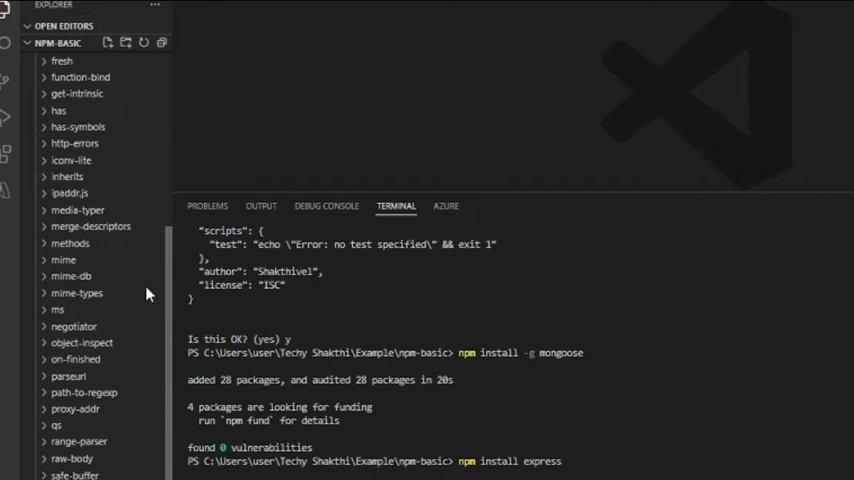 EXPLORER
OPEN EDITORS
NPM-BASIC
fresh
function-bind
get-intrinsic
has
has-symbols
http-errors
iconv-lite
inherits
ipaddr.js
media-typer
merge-descriptors
methods
mime
mime-db
mime-types
ms
negotiator
object-inspect
on-finished
parseurl
path-to-regexp
proxy-addr
qs
range-parser
raw-body
safe-buffer
PROBLEMS OUTPUT DEBUG CONSOLE TERMINAL AZURE
"scripts": {
"test": "echo \"Error: no test specified\" && exit 1"
},
"author": "Shakthivel",
"license": "ISC"
}
Is this OK? (yes) y
PS C:\Users\user\Techy Shakthi\Example\npm-basic> npm install -g mongoose
added 28 packages, and audited 28 packages in 20s
4 packages are looking for funding
run `npm fund` for details
found 0 vulnerabilities
PS C:\Users\user\Techy Shakthi\Example\npm-basic> npm install express